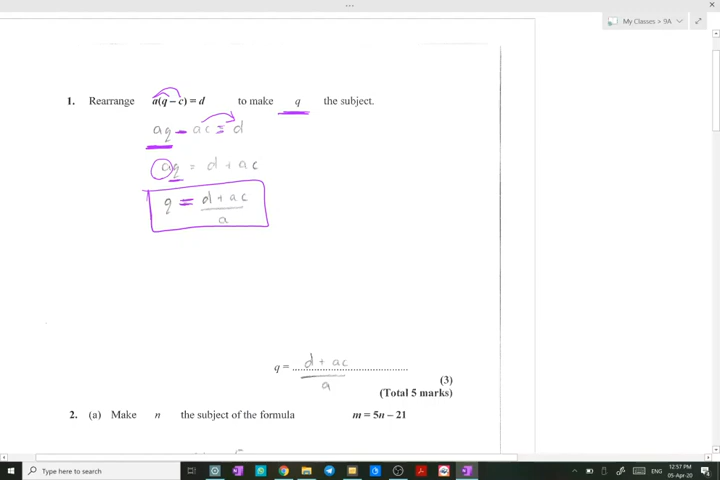 My Classes > 9A
1. Rearrange a(q – c) = d to make q the subject.
aq - ac = d
aq = d + ac
q = d + ac
a
d + ac
q = ..............................
a
(3)
(Total 5 marks)
2. (a) Make n the subject of the formula m = 5n – 21
Type here to search
ENG
12:57 PM
05-Apr-20